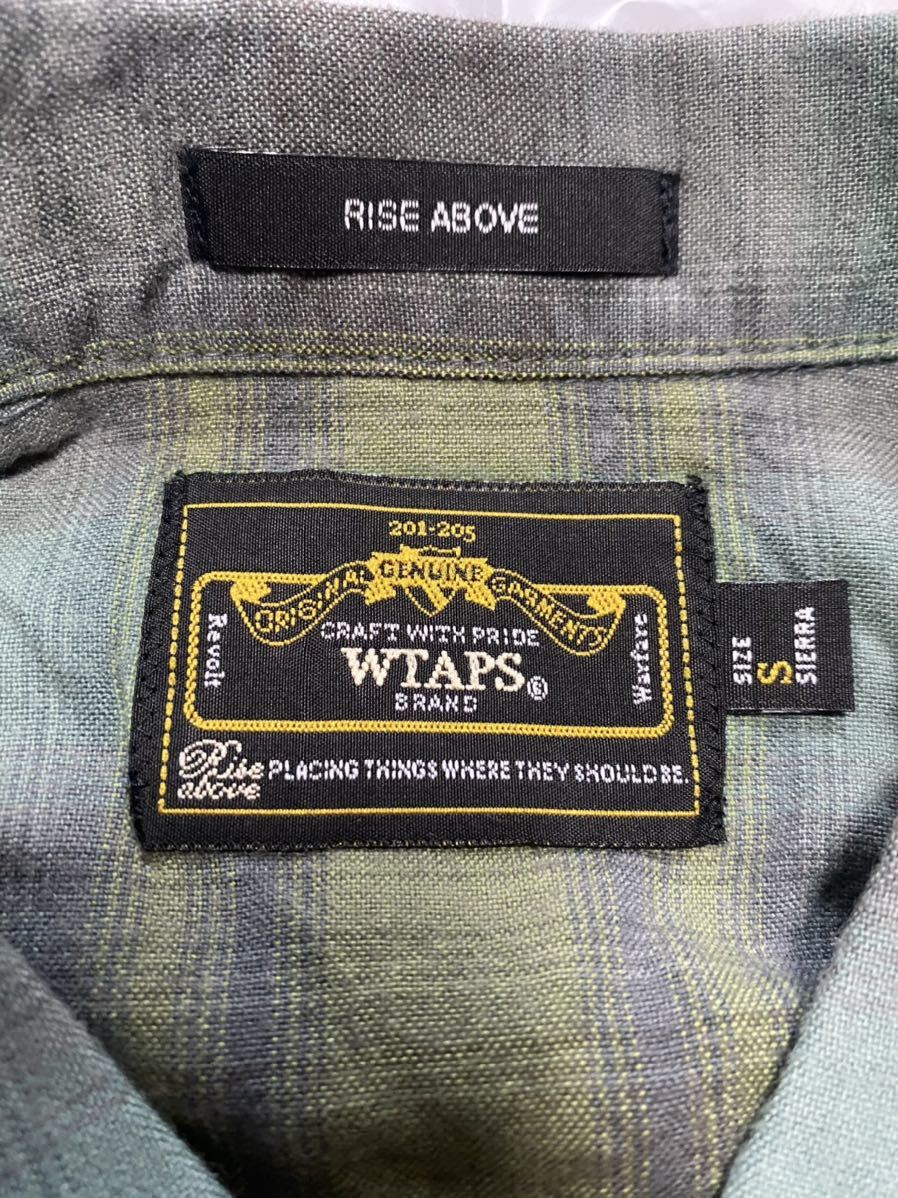 RISE ABOVE
201-205
ORIGINAL GENUINE GARMENTS
CRAFT WITH PRIDE
WTAPS
BRAND
Revolt
Warfare
Rise above
PLACING THINGS WHERE THEY SHOULD BE.
SIZE
S
SIERRA